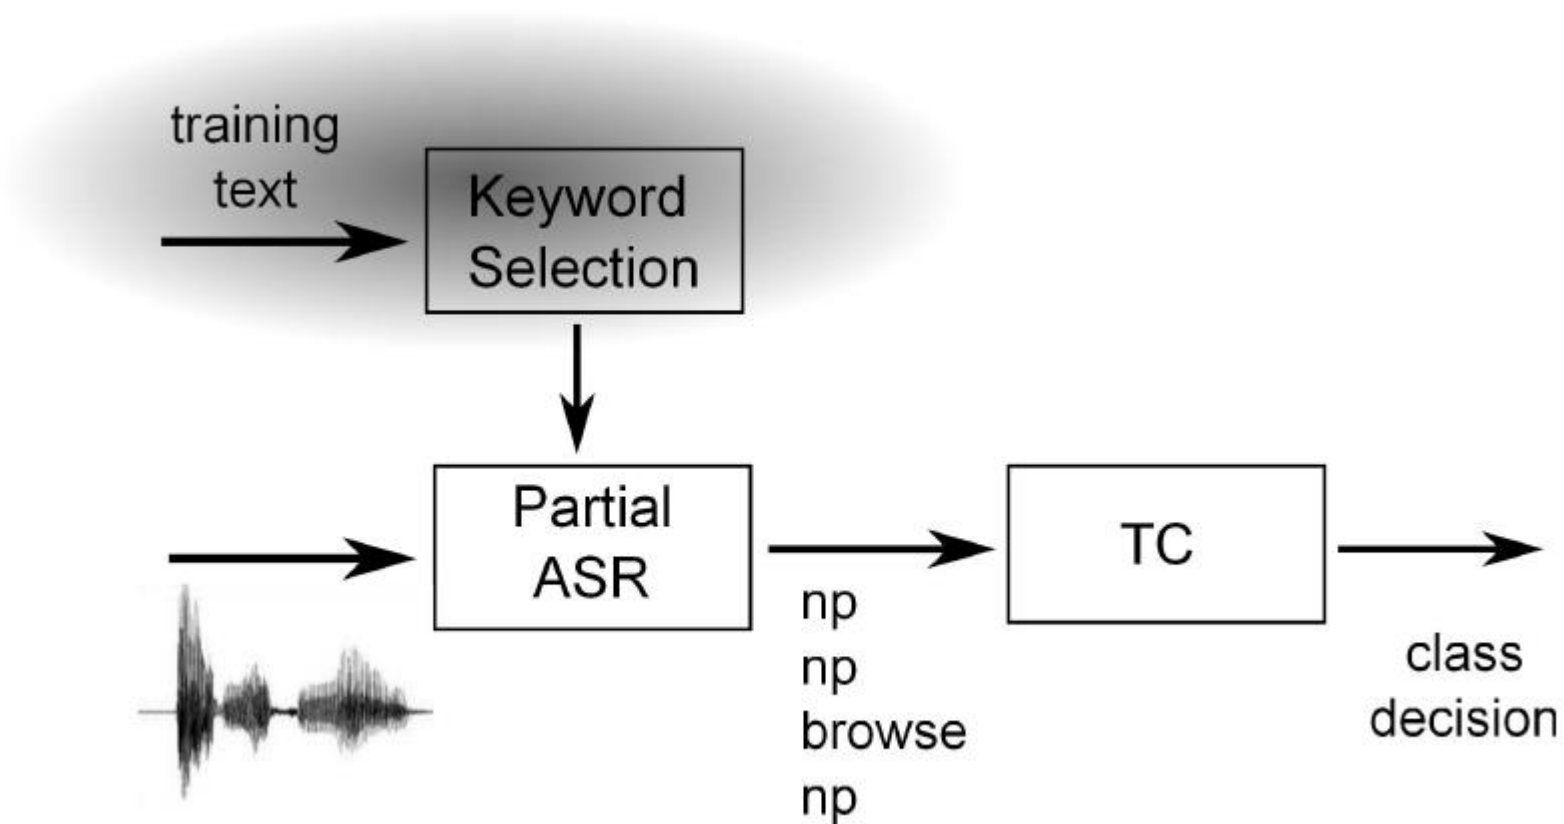 training
text
Keyword
Selection
Partial
ASR
TC
np
np
browse
np
class
decision